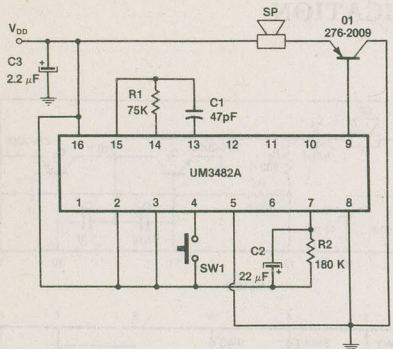 ICATION
SP
01
276-2009
VDD
C3
2.2 µF
+
R1
75K
C1
47pF
16 15 14 13 12 11 10 9
UM3482A
1 2 3 4 5 6 7 8
SW1
C2
22 µF
+
R2
180 K